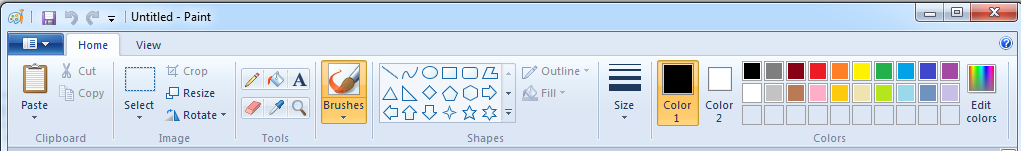 Untitled - Paint
Home View
Paste
Cut
Copy
Clipboard
Select
Crop
Resize
Rotate
Image
A
Tools
Brushes
Shapes
Outline
Fill
Size
Color 1
Color 2
Edit colors
Colors